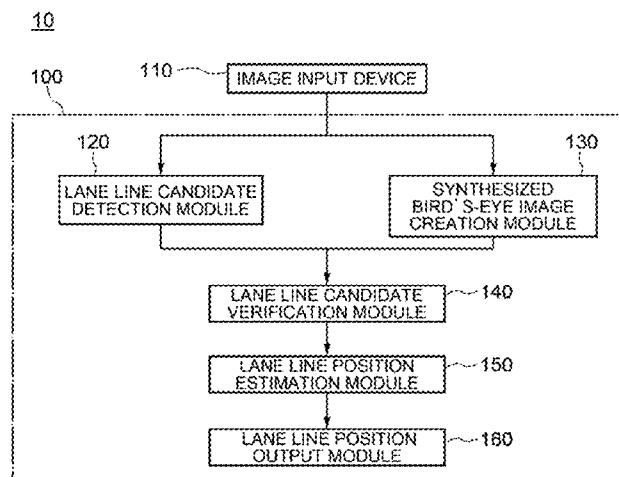 10
110
IMAGE INPUT DEVICE
100
120
130
LANE LINE CANDIDATE
DETECTION MODULE
SYNTHESIZED
BIRD'S-EYE IMAGE
CREATION MODULE
LANE LINE CANDIDATE
VERIFICATION MODULE
140
LANE LINE POSITION
ESTIMATION MODULE
150
LANE LINE POSITION
OUTPUT MODULE
160